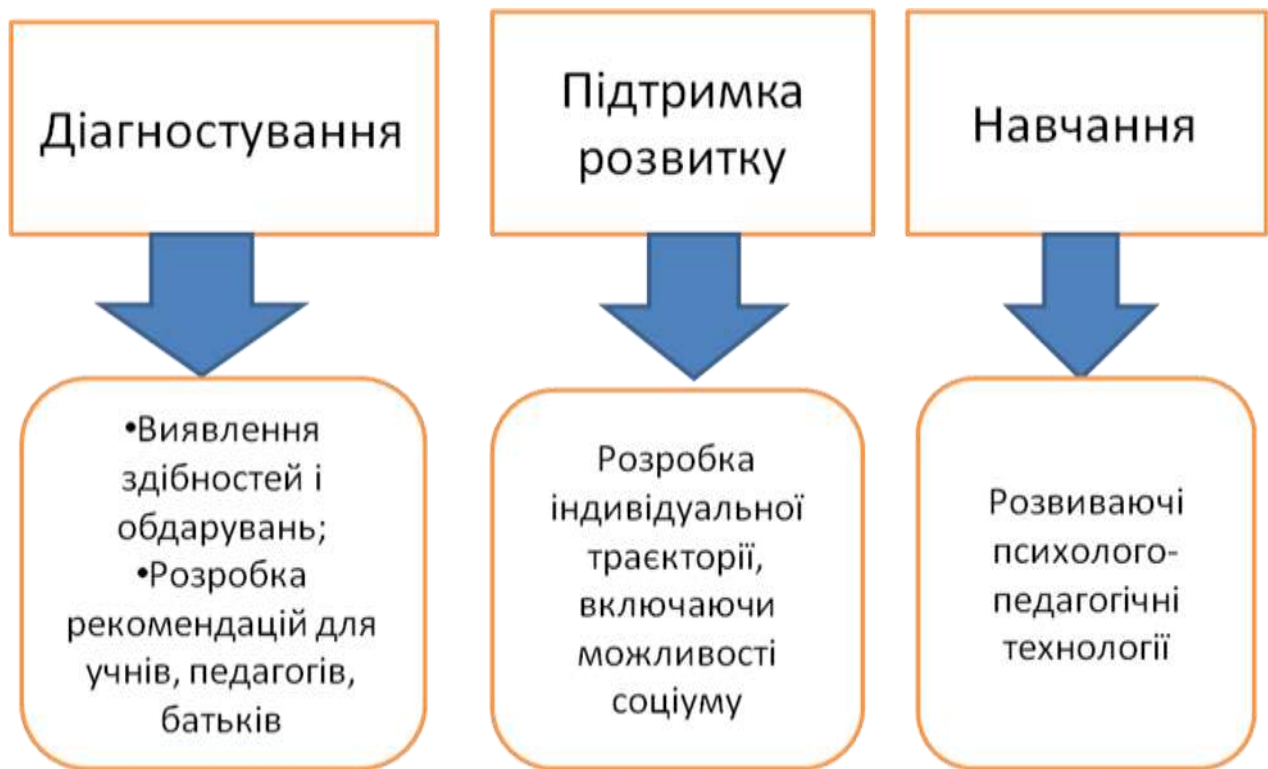 Діагностування
Підтримка
розвитку
Навчання
•Виявлення
здібностей і
обдарувань;
•Розробка
рекомендацій для
учнів, педагогів,
батьків
Розробка
індивідуальної
траєкторії,
включаючи
можливості
соціуму
Розвиваючі
психолого-
педагогічні
технології